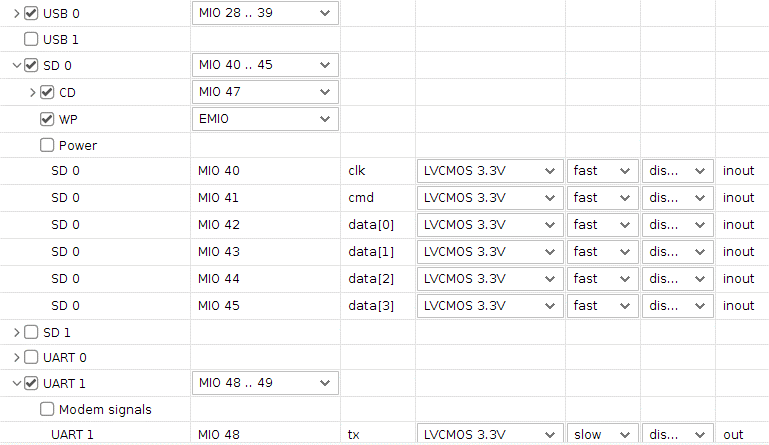 USB 0 MIO 28 .. 39
USB 1
SD 0 MIO 40 .. 45
CD MIO 47
WP EMIO
Power
SD 0 MIO 40 clk LVCMOS 3.3V fast dis... inout
SD 0 MIO 41 cmd LVCMOS 3.3V fast dis... inout
SD 0 MIO 42 data[0] LVCMOS 3.3V fast dis... inout
SD 0 MIO 43 data[1] LVCMOS 3.3V fast dis... inout
SD 0 MIO 44 data[2] LVCMOS 3.3V fast dis... inout
SD 0 MIO 45 data[3] LVCMOS 3.3V fast dis... inout
SD 1
UART 0
UART 1 MIO 48 .. 49
Modem signals
UART 1 MIO 48 tx LVCMOS 3.3V slow dis... out